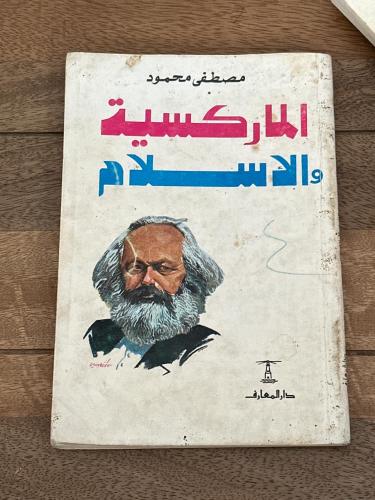 مصطفى محمود
الماركسية
والاسلام
دار المعارف